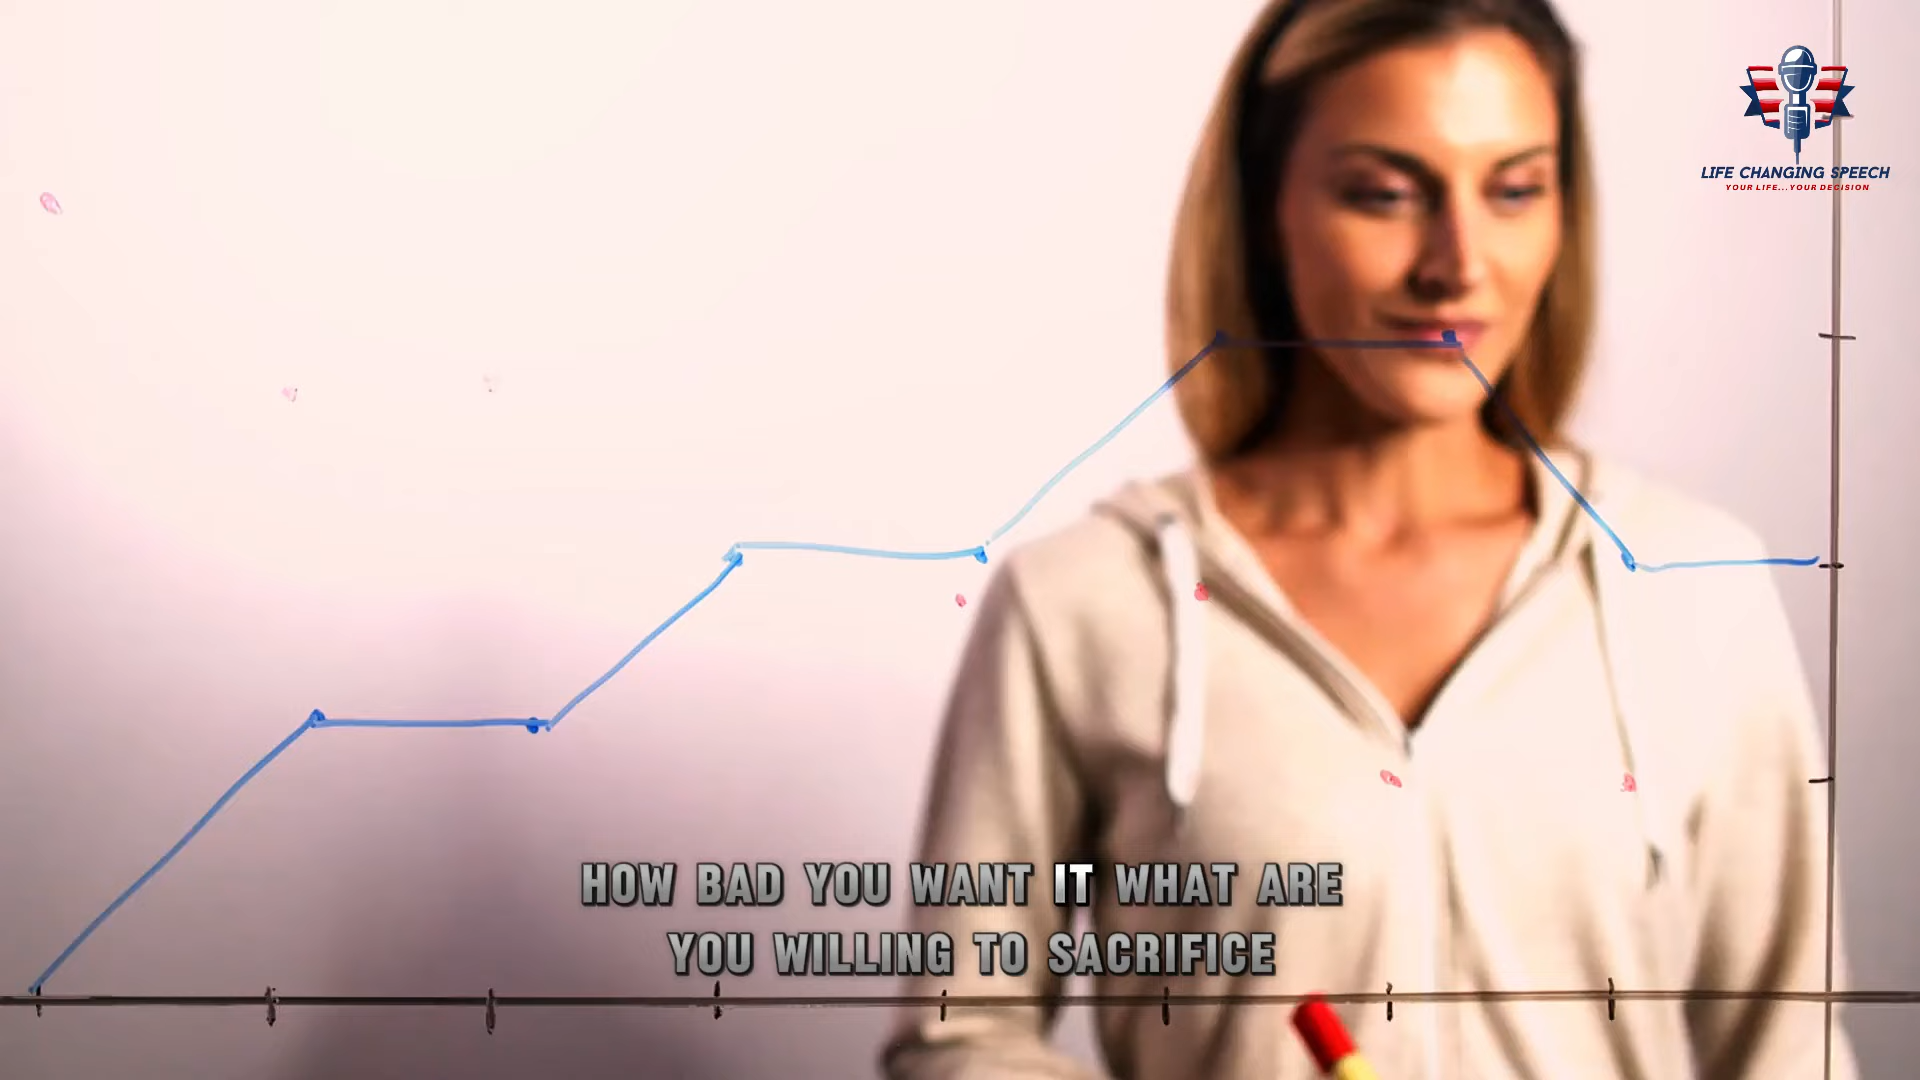 LIFE CHANGING SPEECH
YOUR LIFE...YOUR DECISION
HOW BAD YOU WANT IT WHAT ARE
YOU WILLING TO SACRIFICE